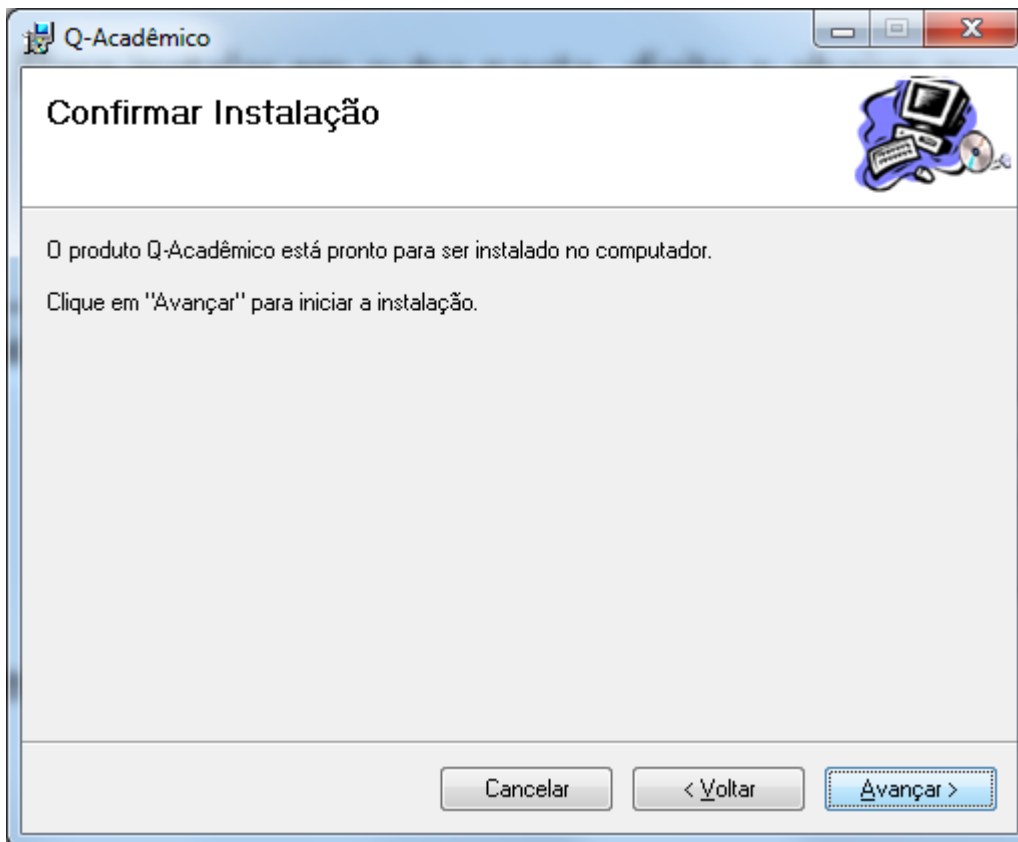 Q-Acadêmico
Confirmar Instalação
O produto Q-Acadêmico está pronto para ser instalado no computador.
Clique em "Avançar" para iniciar a instalação.
Cancelar
< Voltar
Avançar >